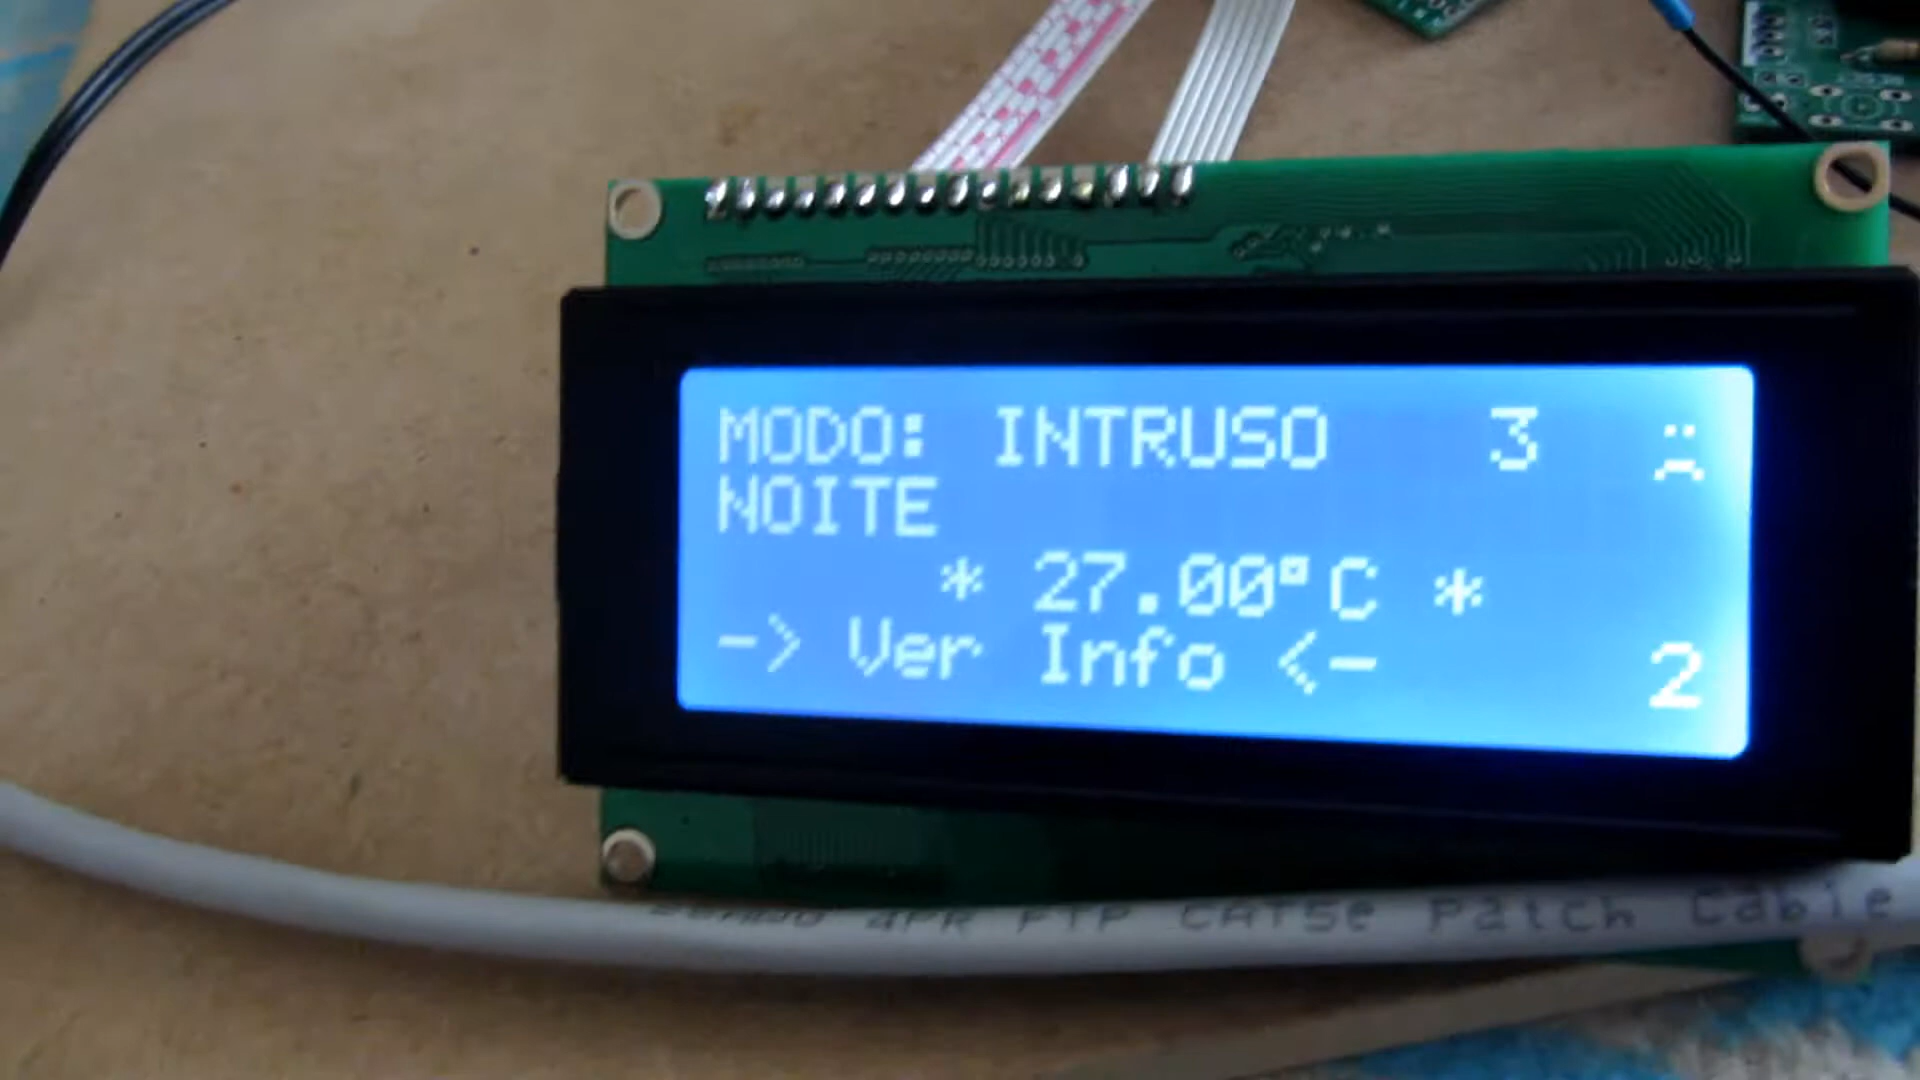 MODO: INTRUSO 3
NOITE
* 27.00°C *
-> Ver Info <- 2
4PR FTP CAT5e Patch Cable